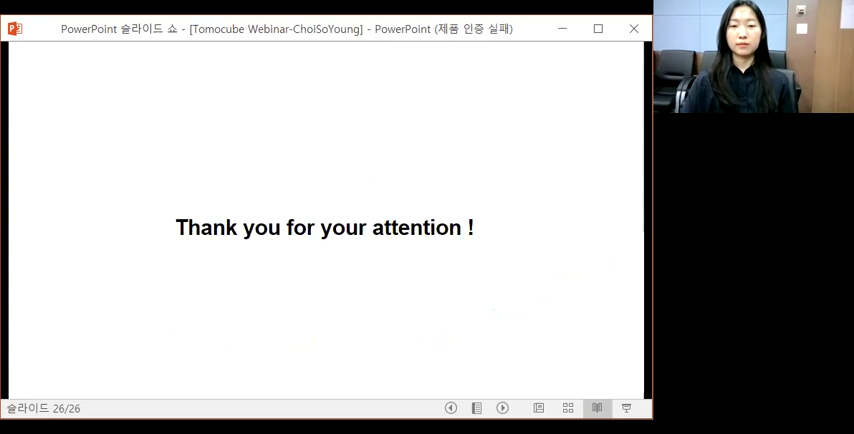 PowerPoint 슬라이드 쇼 - [Tomocube Webinar-ChoiSoYoung] - PowerPoint (제품 인증 실패)
Thank you for your attention !
슬라이드 26/26